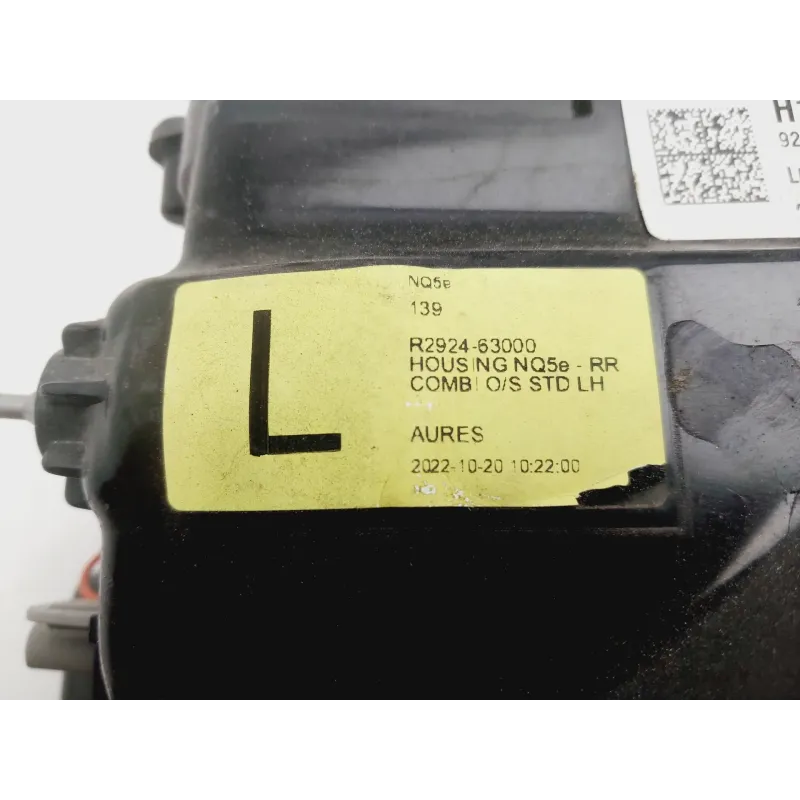 NQ5e
139
L
R2924-63000
HOUSING NQ5e - RR
COMBI O/S STD LH
AURES
2022-10-20 10:22:00